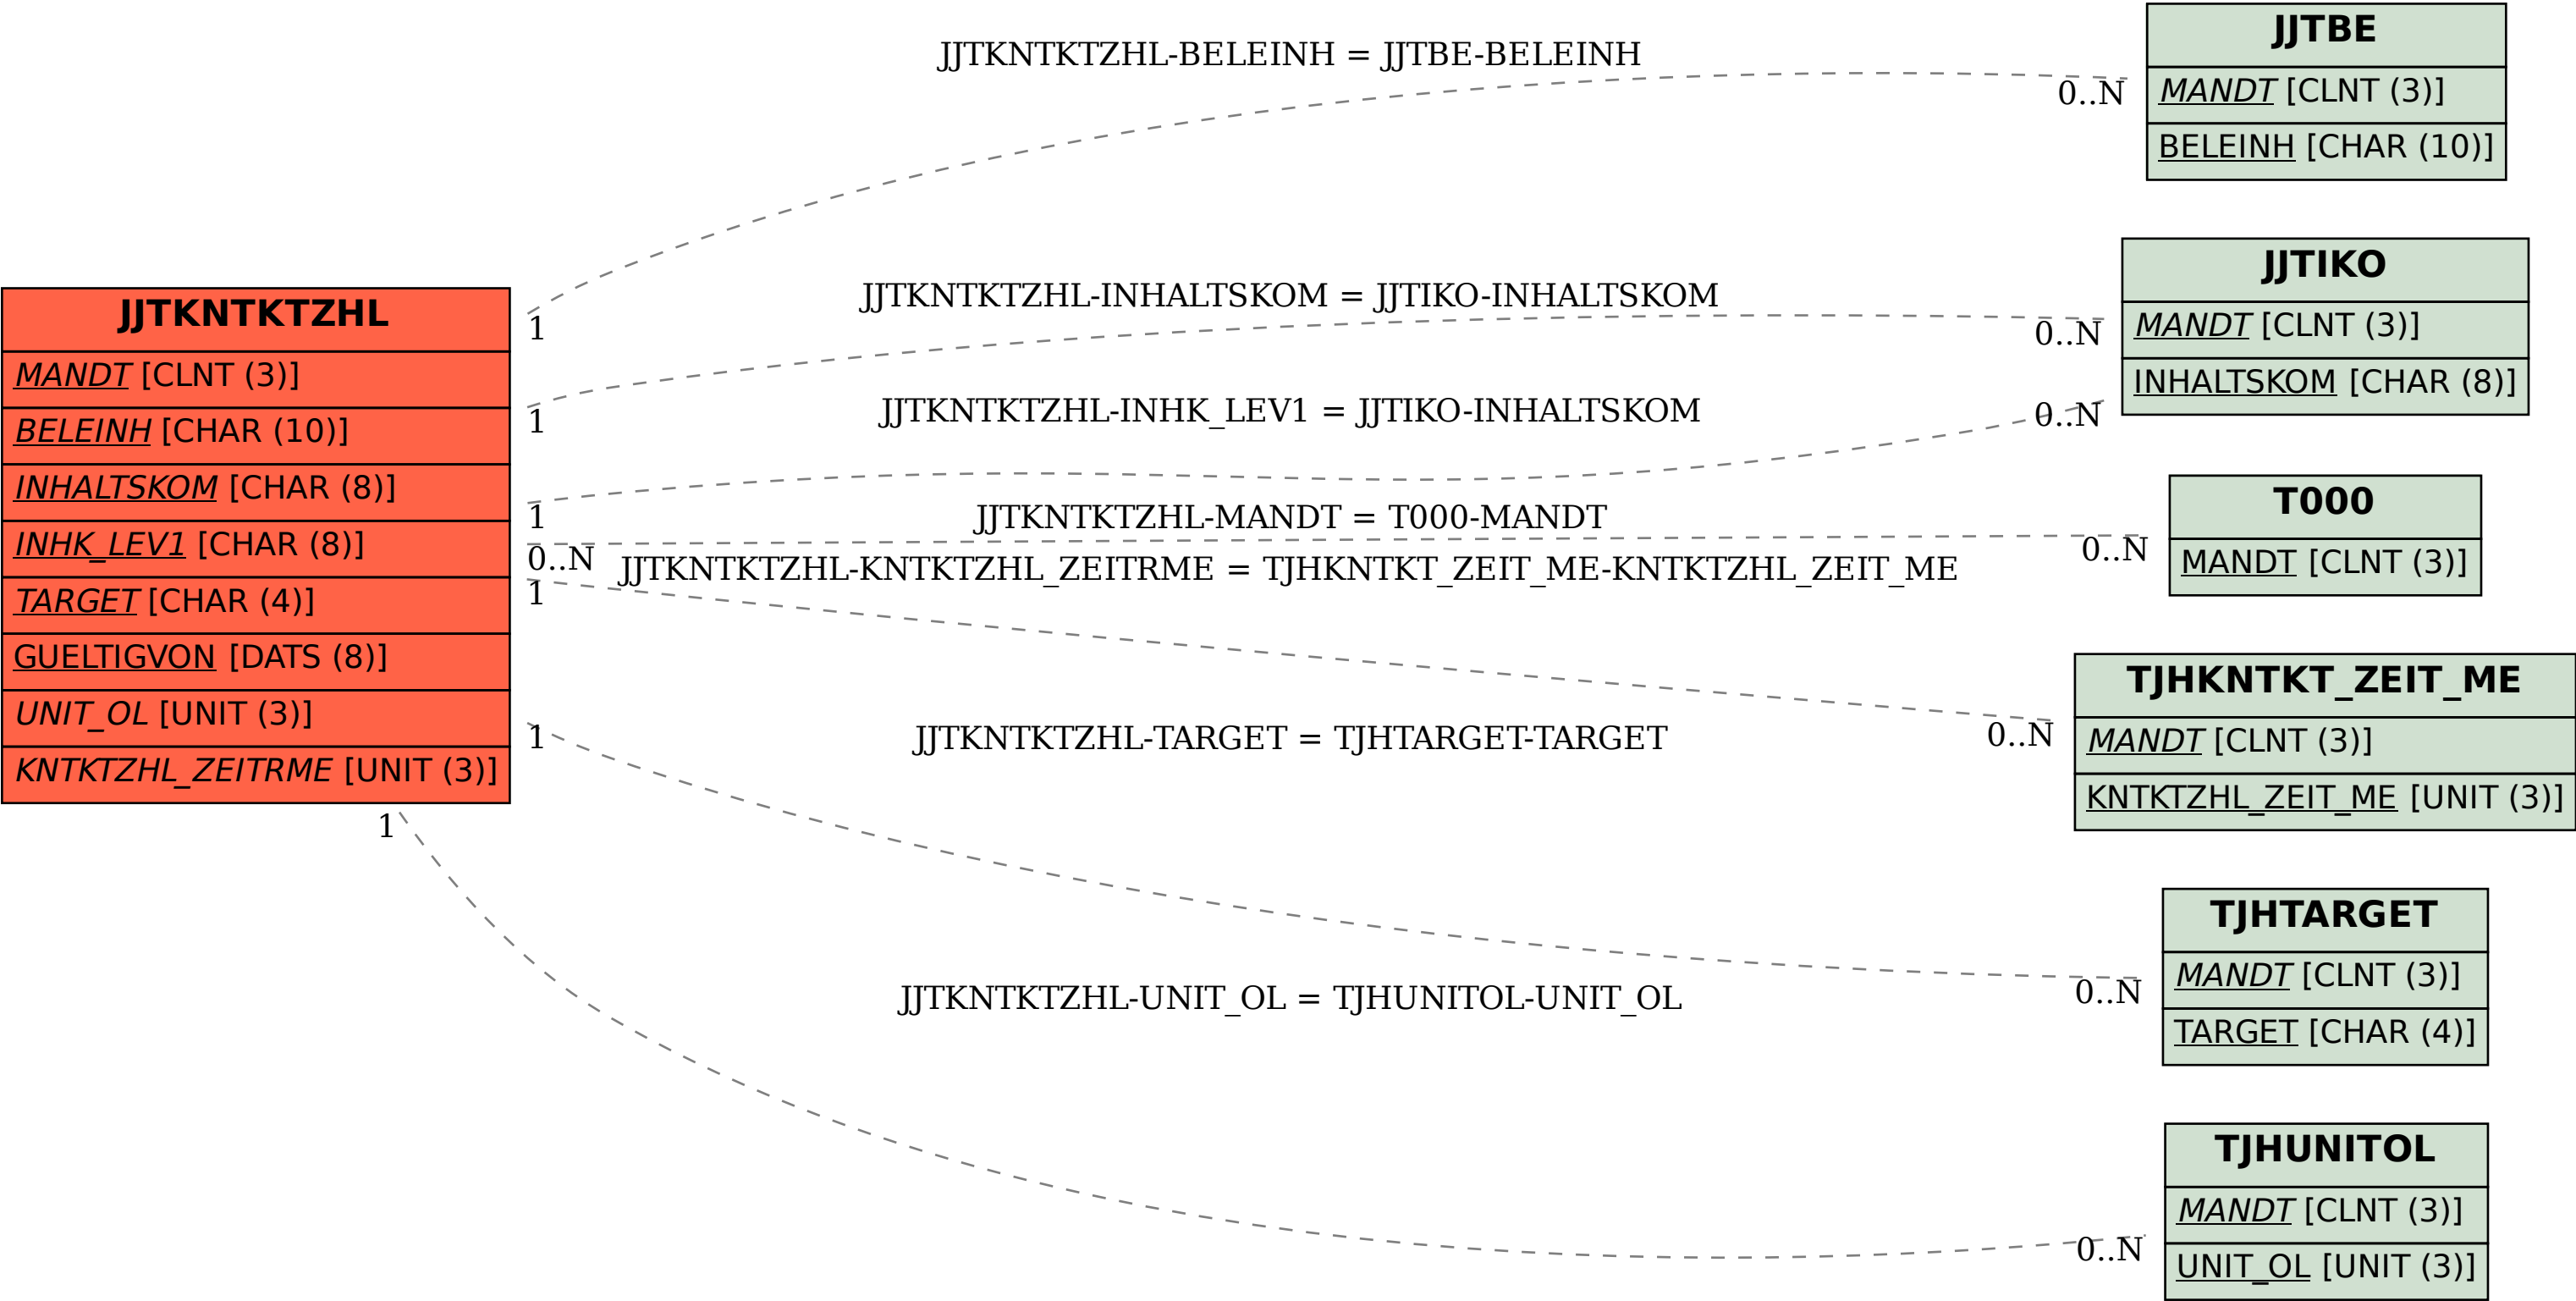 JJTKNTKTZHL
MANDT [CLNT (3)]
BELEINH [CHAR (10)]
INHALTSKOM [CHAR (8)]
INHK_LEV1 [CHAR (8)]
TARGET [CHAR (4)]
GUELTIGVON [DATS (8)]
UNIT_OL [UNIT (3)]
KNTKTZHL_ZEITRME [UNIT (3)]
JJTKNTKTZHL-BELEINH = JJTBE-BELEINH
1
0..N
JJTKNTKTZHL-INHALTSKOM = JJTIKO-INHALTSKOM
1
0..N
JJTKNTKTZHL-INHK_LEV1 = JJTIKO-INHALTSKOM
1
0..N
JJTKNTKTZHL-MANDT = T000-MANDT
0..N
0..N
JJTKNTKTZHL-KNTKTZHL_ZEITRME = TJHKNTKT_ZEIT_ME-KNTKTZHL_ZEIT_ME
1
0..N
JJTKNTKTZHL-TARGET = TJHTARGET-TARGET
1
0..N
JJTKNTKTZHL-UNIT_OL = TJHUNITOL-UNIT_OL
1
0..N
JJTBE
MANDT [CLNT (3)]
BELEINH [CHAR (10)]
JJTIKO
MANDT [CLNT (3)]
INHALTSKOM [CHAR (8)]
T000
MANDT [CLNT (3)]
TJHKNTKT_ZEIT_ME
MANDT [CLNT (3)]
KNTKTZHL_ZEIT_ME [UNIT (3)]
TJHTARGET
MANDT [CLNT (3)]
TARGET [CHAR (4)]
TJHUNITOL
MANDT [CLNT (3)]
UNIT_OL [UNIT (3)]